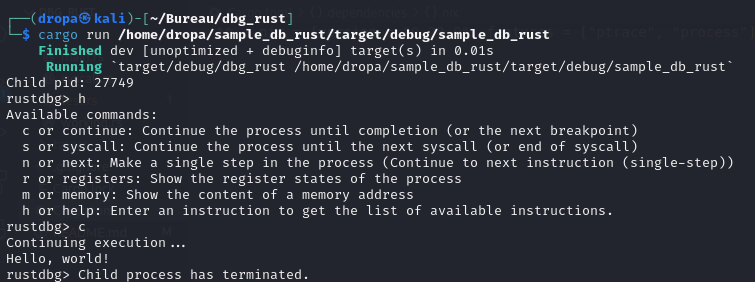 ┌──(dropa㉿kali)-[~/Bureau/dbg_rust]
└─$ cargo run /home/dropa/sample_db_rust/target/debug/sample_db_rust
    Finished dev [unoptimized + debuginfo] target(s) in 0.01s
     Running `target/debug/dbg_rust /home/dropa/sample_db_rust/target/debug/sample_db_rust`
Child pid: 27749
rustdbg> h
Available commands:
  c or continue: Continue the process until completion (or the next breakpoint)
  s or syscall: Continue the process until the next syscall (or end of syscall)
  n or next: Make a single step in the process (Continue to next instruction (single-step))
  r or registers: Show the register states of the process
  m or memory: Show the content of a memory address
  h or help: Enter an instruction to get the list of available instructions.
rustdbg> c
Continuing execution...
Hello, world!
rustdbg> Child process has terminated.